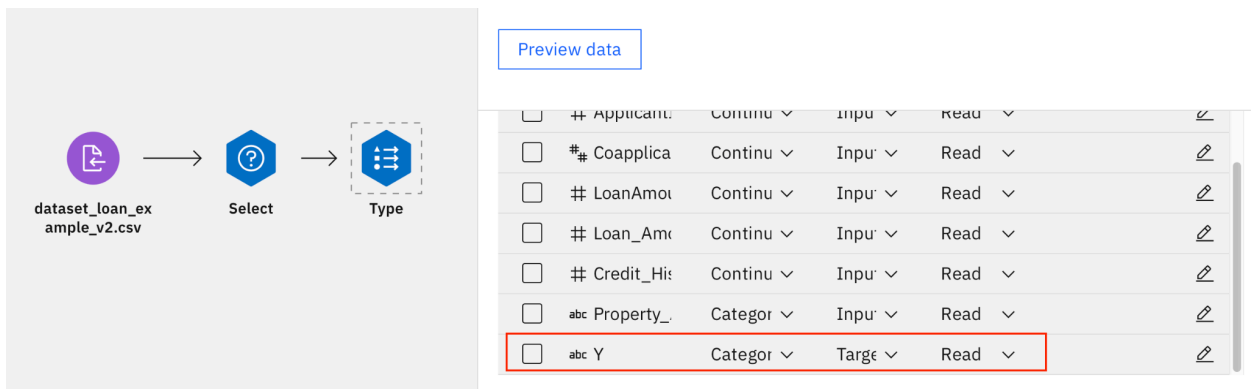 Preview data
# Applicant. Continu Inpu Read
# Coapplica Continu Inpu Read
# LoanAmou Continu Inpu Read
# Loan_Amo Continu Inpu Read
# Credit_His Continu Inpu Read
abc Property_. Categor Inpu Read
abc Y Categor Targe Read
dataset_loan_ex
ample_v2.csv
Select
Type